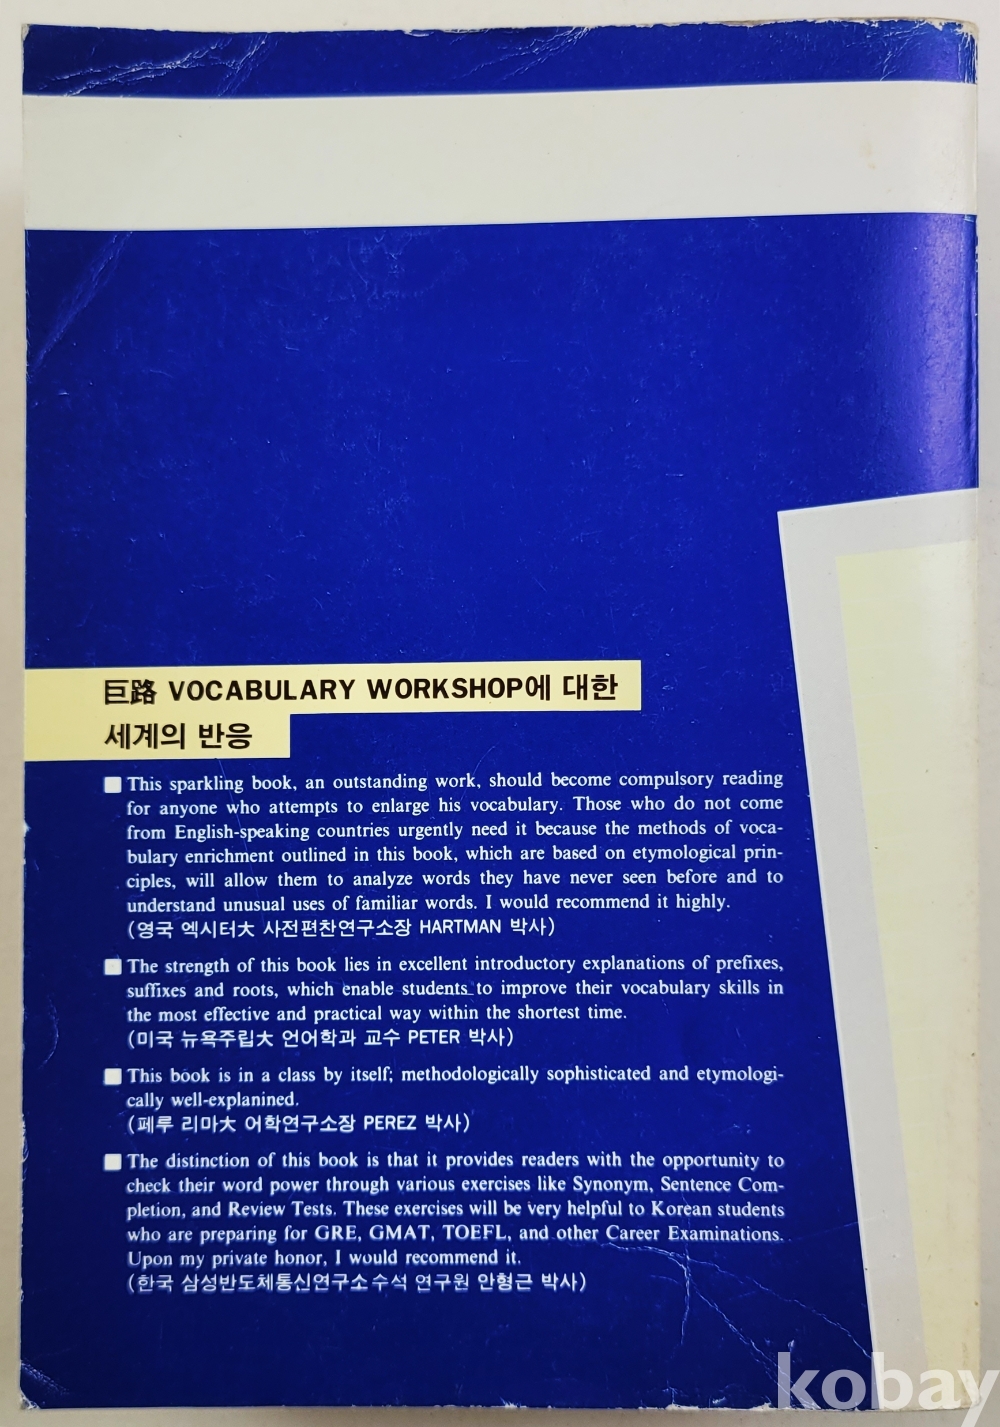 巨路 VOCABULARY WORKSHOP에 대한
세계의 반응
This sparkling book, an outstanding work, should become compulsory reading
for anyone who attempts to enlarge his vocabulary. Those who do not come
from English-speaking countries urgently need it because the methods of voca-
bulary enrichment outlined in this book, which are based on etymological prin-
ciples, will allow them to analyze words they have never seen before and to
understand unusual uses of familiar words. I would recommend it highly.
(영국 엑시터大 사전편찬연구소장 HARTMAN 박사)
The strength of this book lies in excellent introductory explanations of prefixes,
suffixes and roots, which enable students to improve their vocabulary skills in
the most effective and practical way within the shortest time.
(미국 뉴욕주립大 언어학과 교수 PETER 박사)
This book is in a class by itself; methodologically sophisticated and etymologi-
cally well-explanined.
(페루 리마大 어학연구소장 PEREZ 박사)
The distinction of this book is that it provides readers with the opportunity to
check their word power through various exercises like Synonym, Sentence Com-
pletion, and Review Tests. These exercises will be very helpful to Korean students
who are preparing for GRE, GMAT, TOEFL, and other Career Examinations.
Upon my private honor, I would recommend it.
(한국 삼성반도체통신연구소수석 연구원 안형근 박사)
kobay